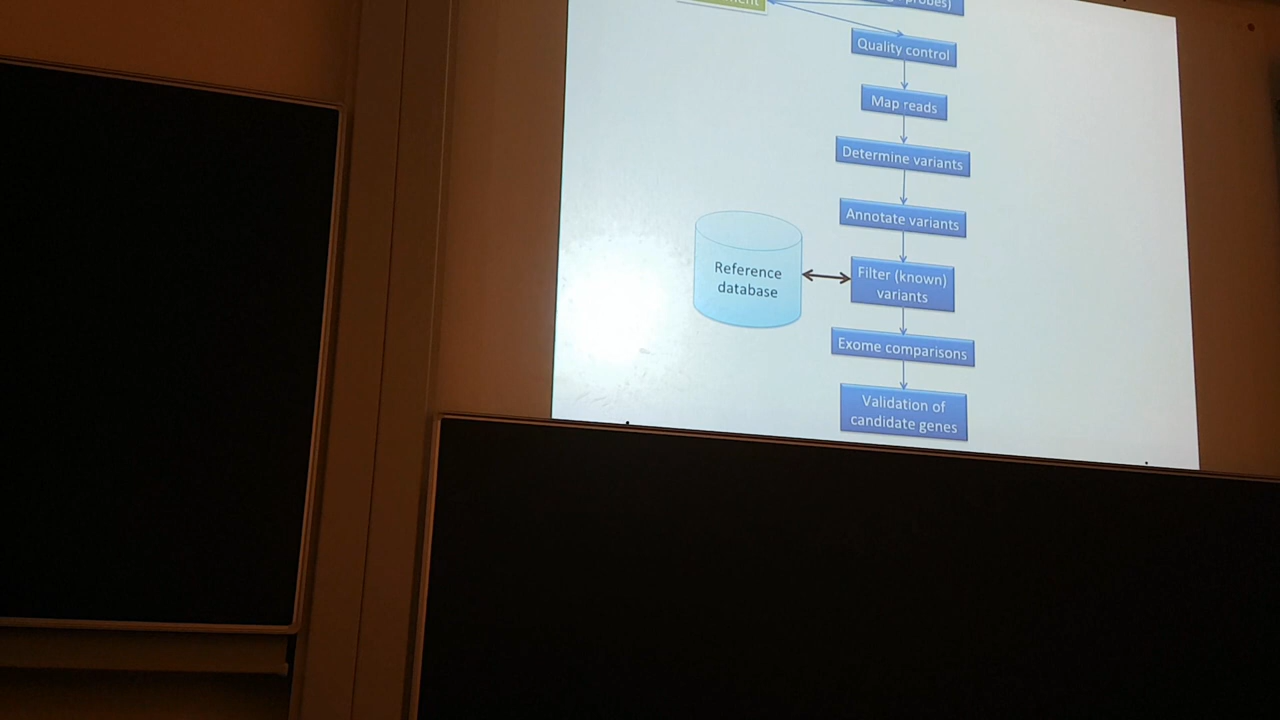 probes)
Quality control
Map reads
Determine variants
Annotate variants
Reference
database
Filter (known)
variants
Exome comparisons
Validation of
candidate genes